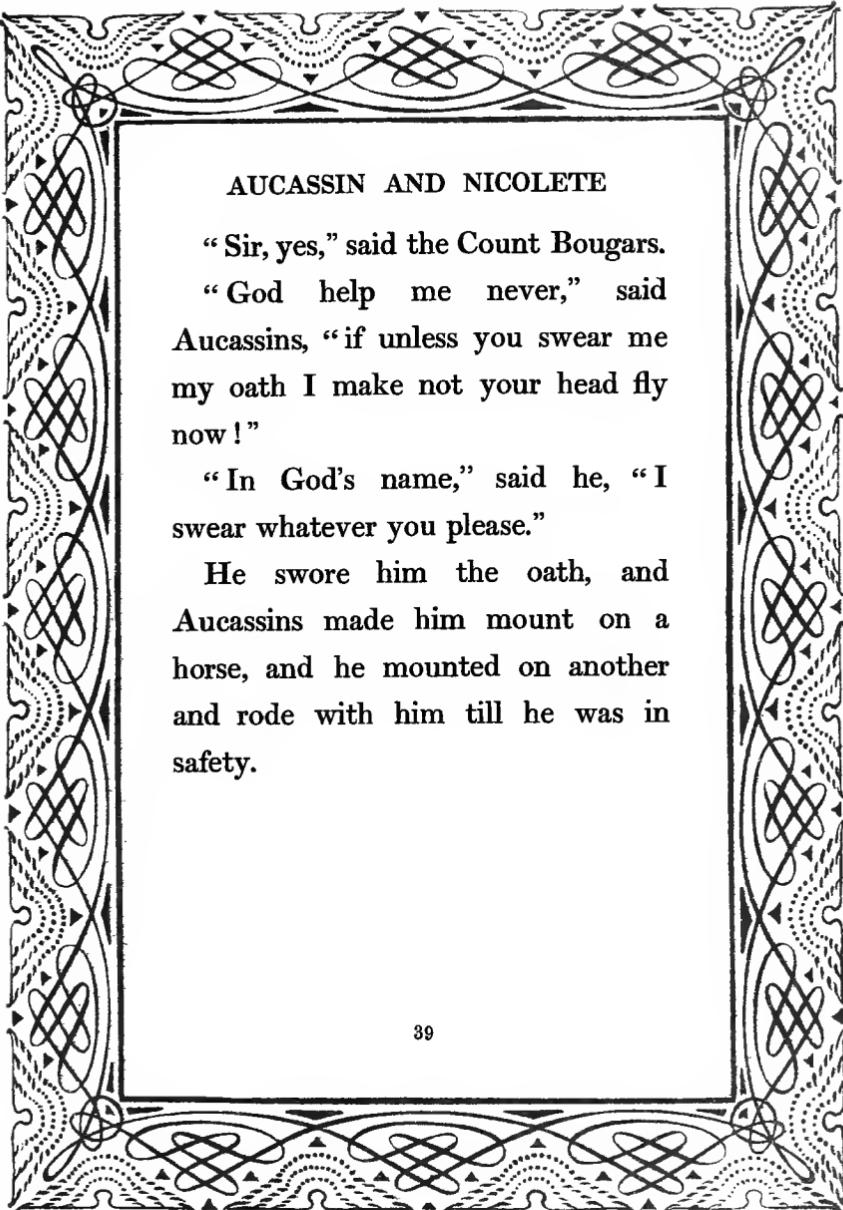 AUCASSIN AND NICOLETE
“ Sir, yes,” said the Count Bougars.
“ God help me never,” said
Aucassins, “ if unless you swear me
my oath I make not your head fly
now ! ”
“ In God’s name,” said he, “ I
swear whatever you please.”
He swore him the oath, and
Aucassins made him mount on a
horse, and he mounted on another
and rode with him till he was in
safety.
39